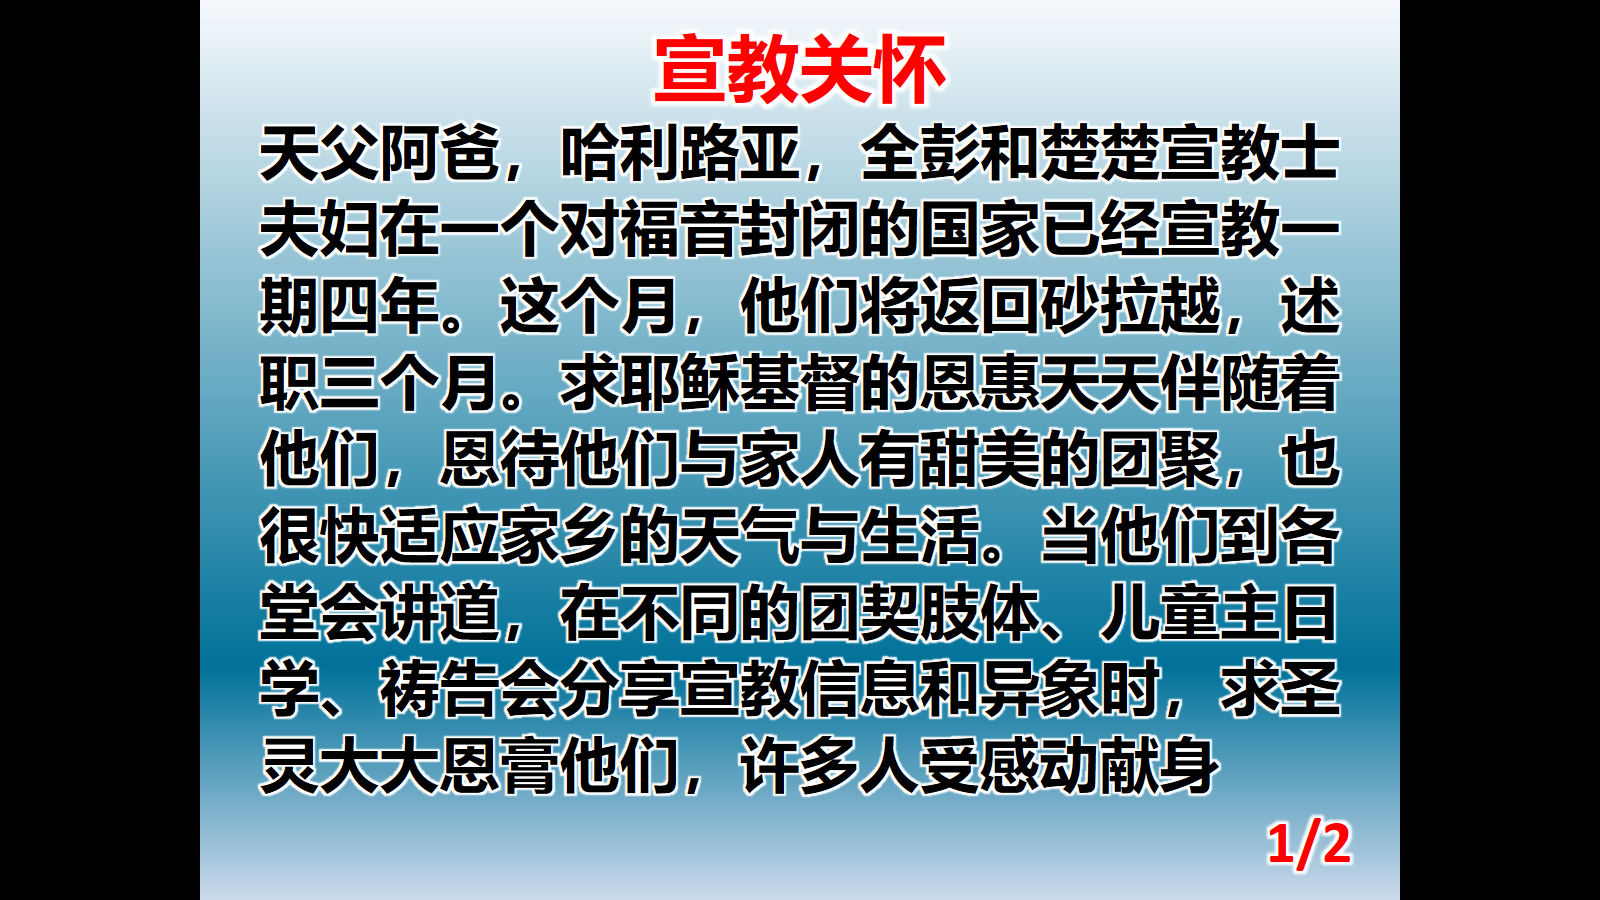 宣教关怀
天父阿爸，哈利路亚，全彭和楚楚宣教士
夫妇在一个对福音封闭的国家已经宣教一
期四年。这个月，他们将返回砂拉越，述
职三个月。求耶稣基督的恩惠天天伴随着
他们，恩待他们与家人有甜美的团聚，也
很快适应家乡的天气与生活。当他们到各
堂会讲道，在不同的团契肢体、儿童主日
学、祷告会分享宣教信息和异象时，求圣
灵大大恩膏他们，许多人受感动献身
1/2